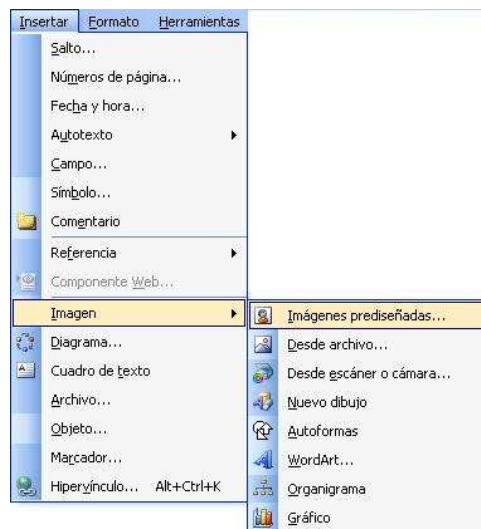 Insertar Formato Herramientas
Salto...
Números de página...
Fecha y hora...
Autotexto
Campo...
Símbolo...
Comentario
Referencia
Componente Web...
Imagen
Diagrama...
Cuadro de texto
Archivo...
Objeto...
Marcador...
Hipervínculo... Alt+Ctrl+K
Imágenes prediseñadas...
Desde archivo...
Desde escáner o cámara...
Nuevo dibujo
Autoformas
WordArt...
Organigrama
Gráfico